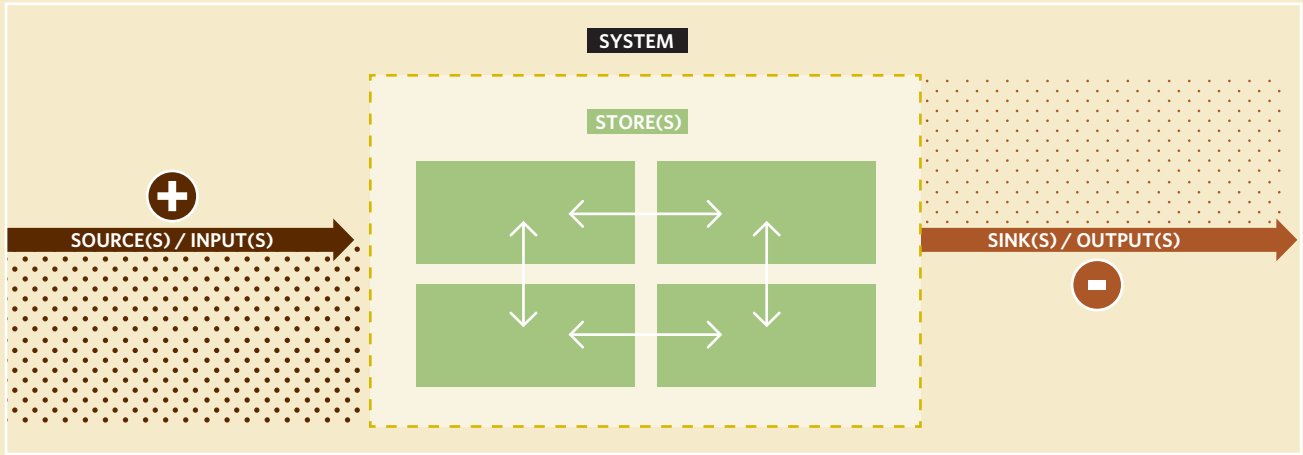 SYSTEM
STORE(S)
SOURCE(S) / INPUT(S)
SINK(S) / OUTPUT(S)